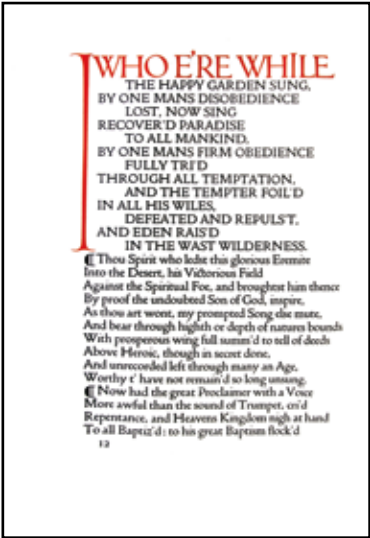 I WHO E'RE WHILE
THE HAPPY GARDEN SUNG,
BY ONE MANS DISOBEDIENCE
LOST, NOW SING
RECOVER'D PARADISE
TO ALL MANKIND,
BY ONE MANS FIRM OBEDIENCE
FULLY TRI'D
THROUGH ALL TEMPTATION,
AND THE TEMPTER FOIL'D
IN ALL HIS WILES,
DEFEATED AND REPULS'T,
AND EDEN RAIS'D
IN THE WAST WILDERNESS.
⁋Thou Spirit who ledst this glorious Eremite
Into the Desert, his Victorious Field
Against the Spiritual Foe, and broughtst him thence
By proof the undoubted Son of God, inspire,
As thou art wont, my prompted Song else mute,
And bear through highth or depth of natures bounds
With prosperous wing full summ'd to tell of deeds
Above Heroic, though in secret done,
And unrecorded left through many an Age,
Worthy t' have not remain'd so long unsung.
⁋Now had the great Proclaimer with a Voice
More awful than the sound of Trumpet, cri'd
Repentance, and Heavens Kingdom nigh at hand
To all Baptiz'd: to his great Baptism flock'd
12